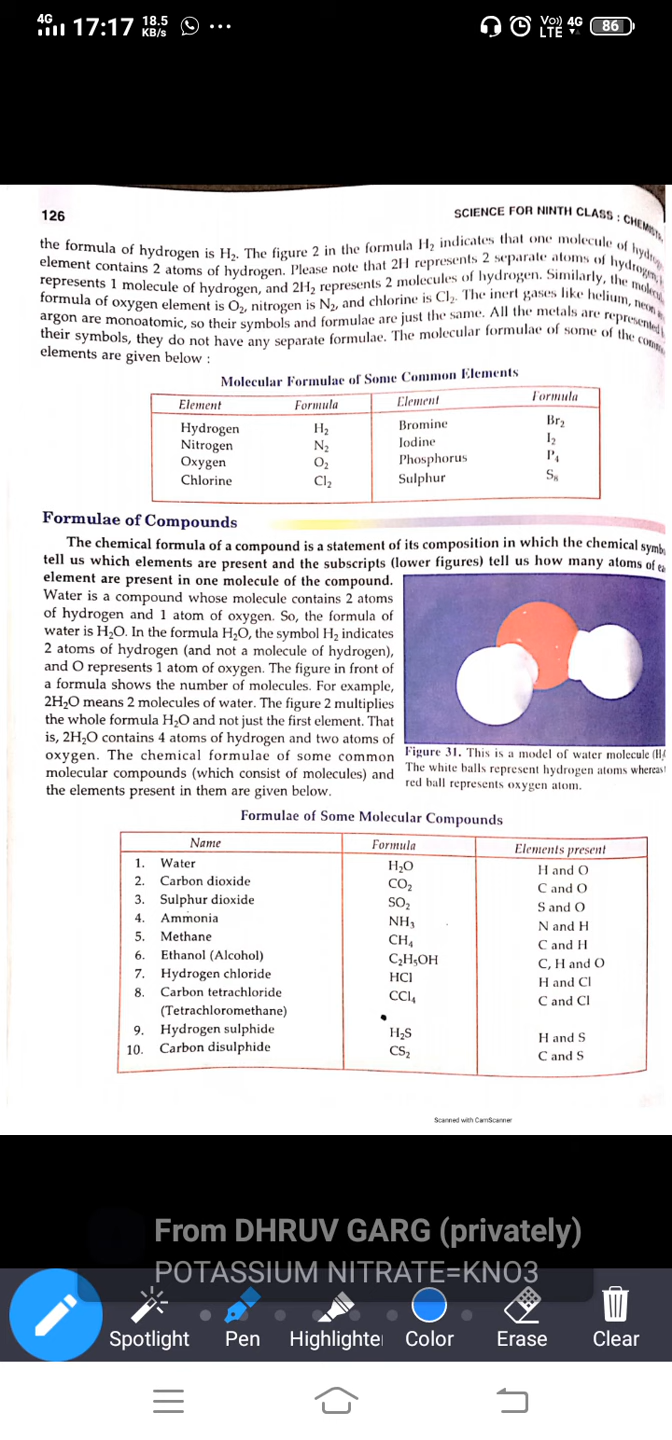 4G 17:17 18.5 KB/s Vo)) LTE 4G 86
126 SCIENCE FOR NINTH CLASS : CHEMISTR
the formula of hydrogen is H₂. The figure 2 in the formula H₂ indicates that one molecule of hydrog
element contains 2 atoms of hydrogen. Please note that 2H represents 2 separate atoms of hydrogen,
represents 1 molecule of hydrogen, and 2H₂ represents 2 molecules of hydrogen. Similarly, the molecu
formula of oxygen element is O₂, nitrogen is N₂, and chlorine is Cl₂. The inert gases like helium, neon
argon are monoatomic, so their symbols and formulae are just the same. All the metals are represented
their symbols, they do not have any separate formulae. The molecular formulae of some of the comm
elements are given below :
Molecular Formulae of Some Common Elements
Element Formula Element Formula
Hydrogen H₂ Bromine Br₂
Nitrogen N₂ Iodine I₂
Oxygen O₂ Phosphorus P₄
Chlorine Cl₂ Sulphur S₈
Formulae of Compounds
The chemical formula of a compound is a statement of its composition in which the chemical symbo
tell us which elements are present and the subscripts (lower figures) tell us how many atoms of ea
element are present in one molecule of the compound.
Water is a compound whose molecule contains 2 atoms
of hydrogen and 1 atom of oxygen. So, the formula of
water is H₂O. In the formula H₂O, the symbol H₂ indicates
2 atoms of hydrogen (and not a molecule of hydrogen),
and O represents 1 atom of oxygen. The figure in front of
a formula shows the number of molecules. For example,
2H₂O means 2 molecules of water. The figure 2 multiplies
the whole formula H₂O and not just the first element. That
is, 2H₂O contains 4 atoms of hydrogen and two atoms of
oxygen. The chemical formulae of some common
molecular compounds (which consist of molecules) and
the elements present in them are given below.
Figure 31. This is a model of water molecule (H₂
The white balls represent hydrogen atoms whereas
red ball represents oxygen atom.
Formulae of Some Molecular Compounds
Name Formula Elements present
1. Water H₂O H and O
2. Carbon dioxide CO₂ C and O
3. Sulphur dioxide SO₂ S and O
4. Ammonia NH₃ N and H
5. Methane CH₄ C and H
6. Ethanol (Alcohol) C₂H₅OH C, H and O
7. Hydrogen chloride HCl H and Cl
8. Carbon tetrachloride CCl₄ C and Cl
(Tetrachloromethane)
9. Hydrogen sulphide H₂S H and S
10. Carbon disulphide CS₂ C and S
Scanned with CamScanner
From DHRUV GARG (privately)
POTASSIUM NITRATE=KNO3
Spotlight Pen Highlighte Color Erase Clear